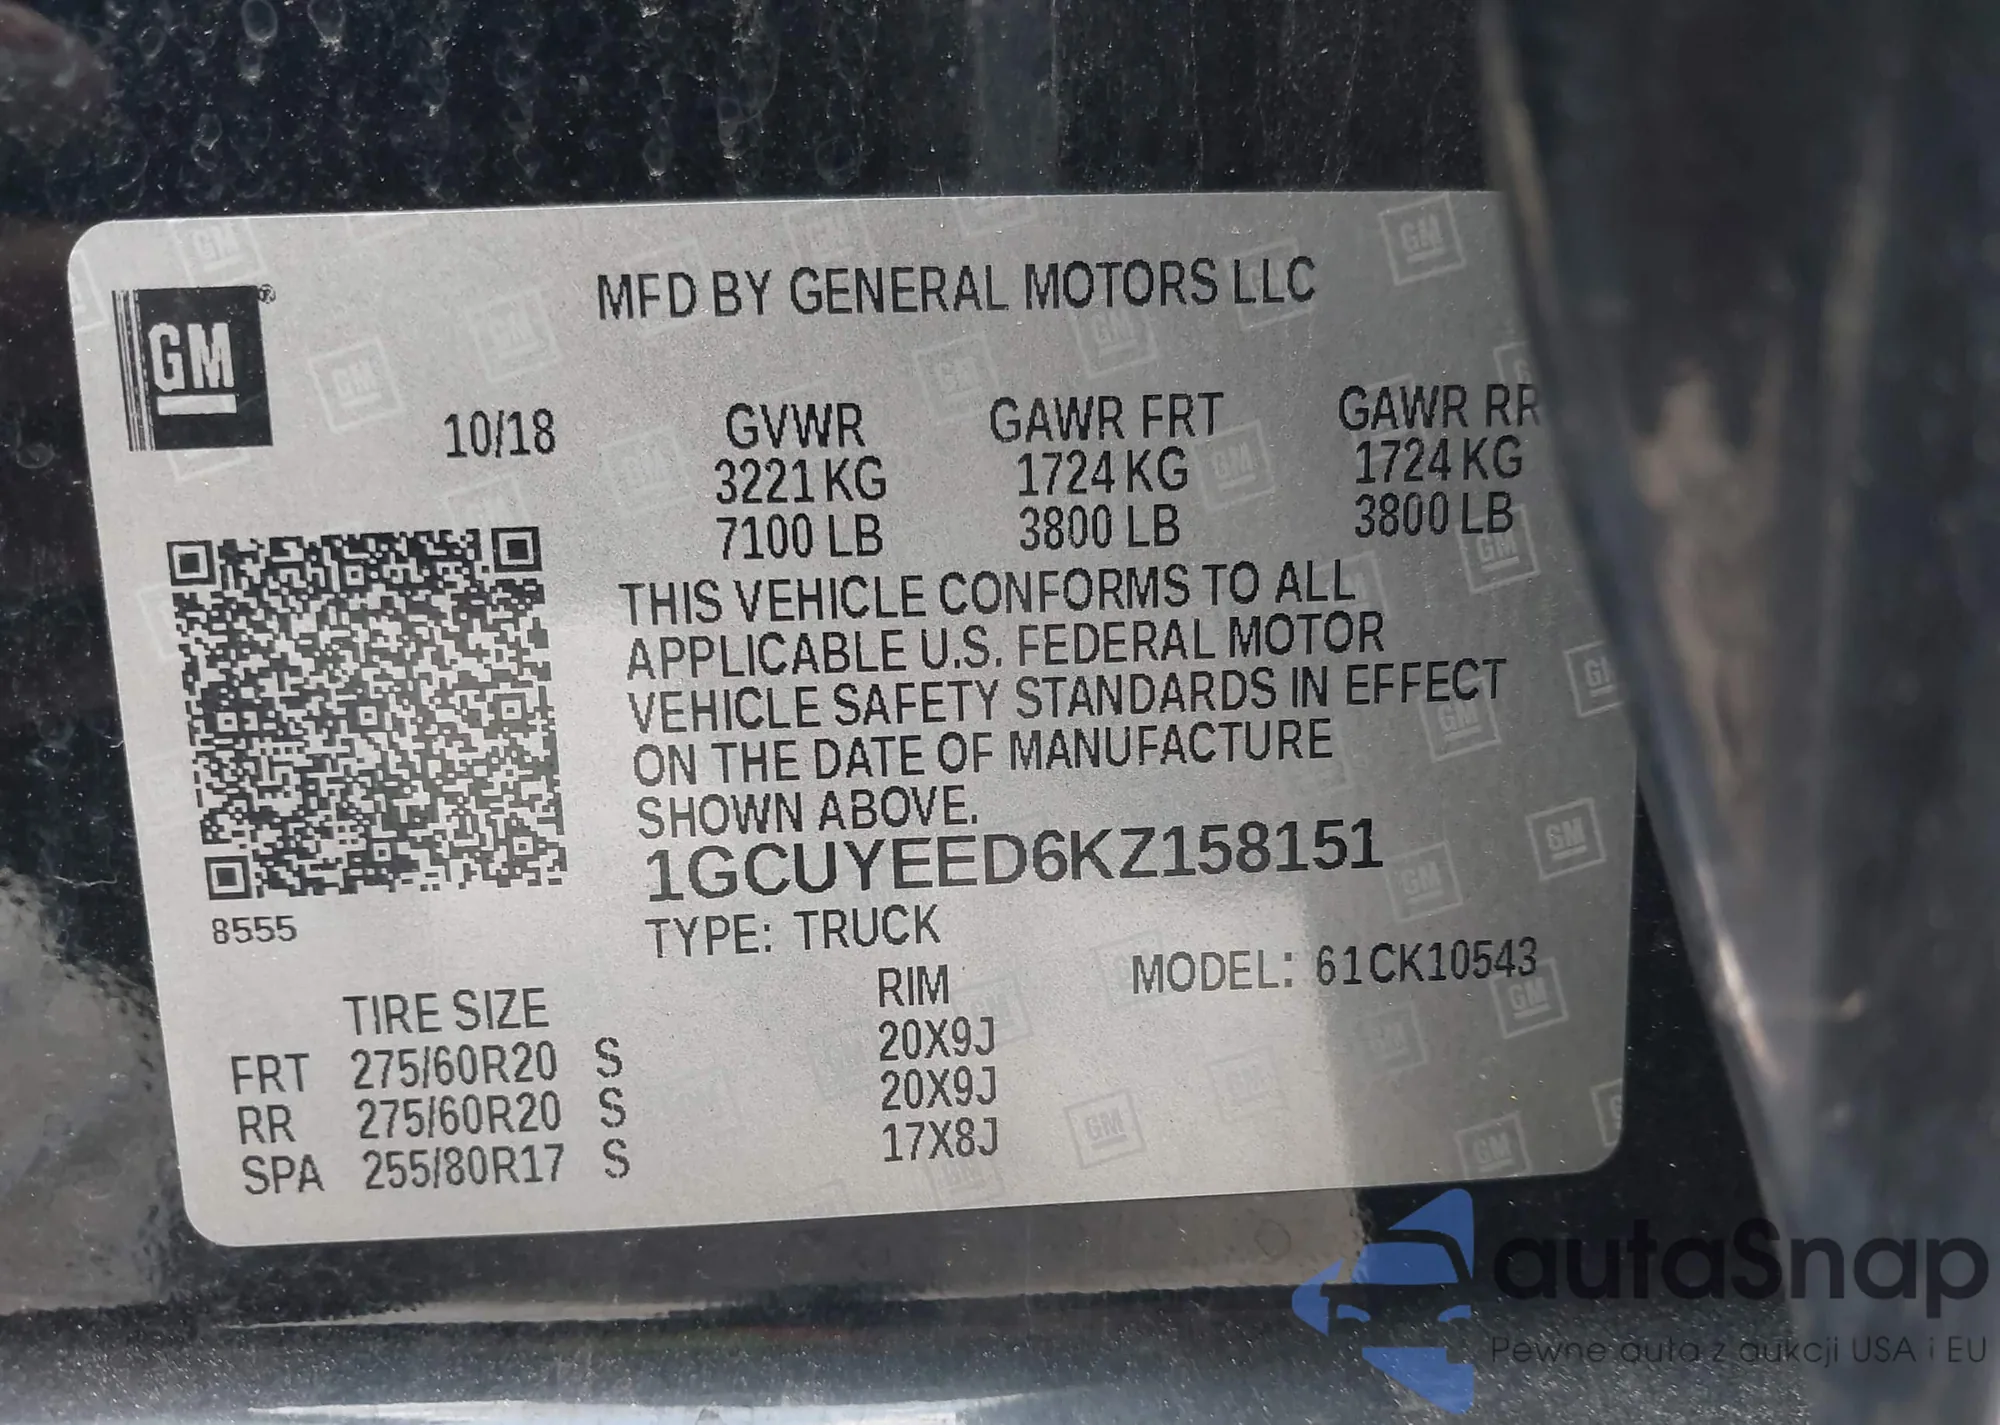 MFD BY GENERAL MOTORS LLC
GM
10/18 GVWR GAWR FRT GAWR RR
3221 KG 1724 KG 1724 KG
7100 LB 3800 LB 3800 LB
THIS VEHICLE CONFORMS TO ALL
APPLICABLE U.S. FEDERAL MOTOR
VEHICLE SAFETY STANDARDS IN EFFECT
ON THE DATE OF MANUFACTURE
SHOWN ABOVE.
1GCUYEED6KZ158151
8555
TYPE: TRUCK
MODEL: 61CK10543
TIRE SIZE RIM
FRT 275/60R20 S 20X9J
RR 275/60R20 S 20X9J
SPA 255/80R17 S 17X8J
autaSnap
Pewne auta z aukcji USA i EU